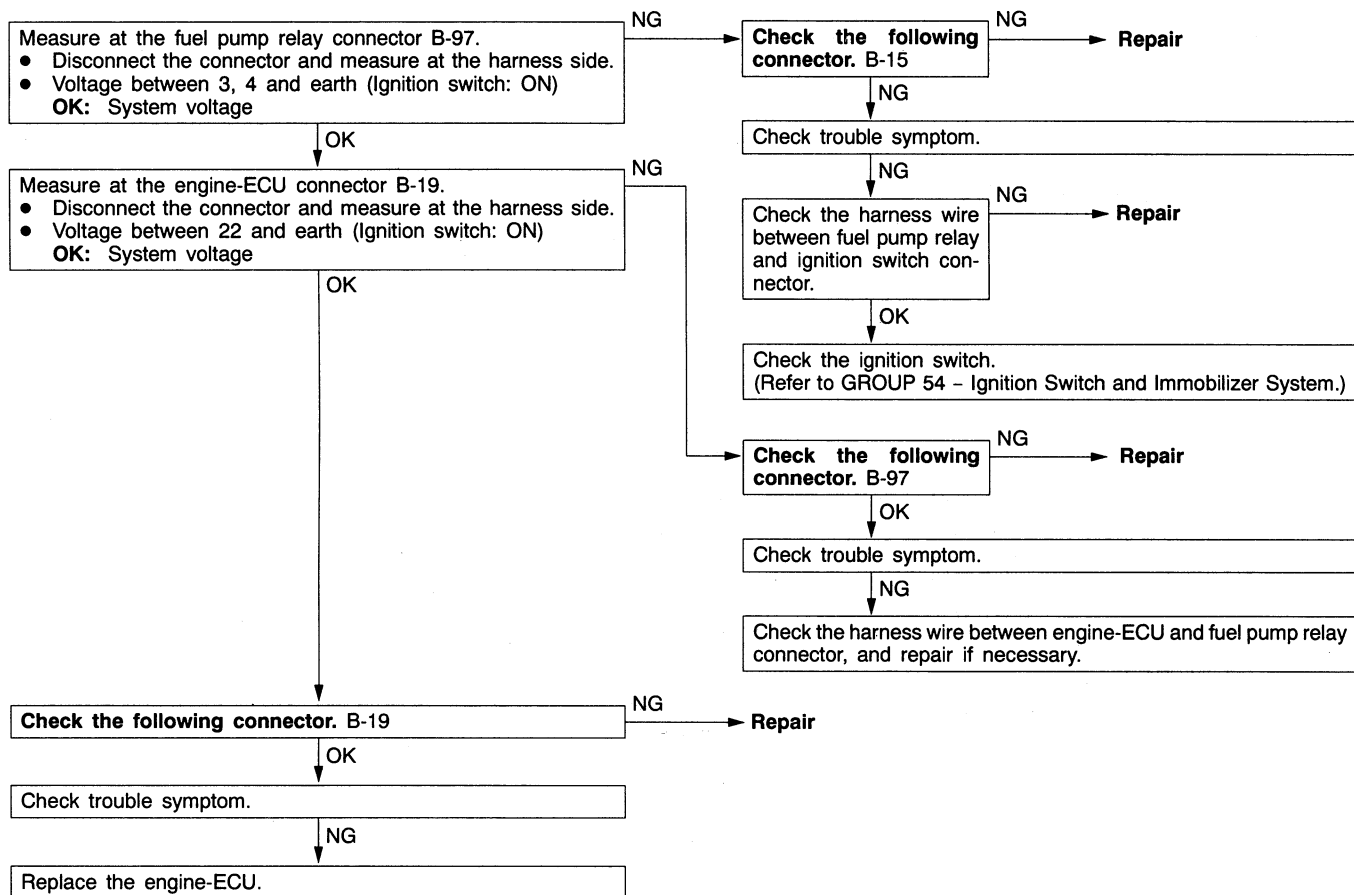 Measure at the fuel pump relay connector B-97.
● Disconnect the connector and measure at the harness side.
● Voltage between 3, 4 and earth (Ignition switch: ON)
OK: System voltage
NG
Check the following
connector. B-15
NG
Repair
NG
Check trouble symptom.
NG
Check the harness wire
between fuel pump relay
and ignition switch con-
nector.
NG
Repair
OK
Check the ignition switch.
(Refer to GROUP 54 – Ignition Switch and Immobilizer System.)
OK
Measure at the engine-ECU connector B-19.
● Disconnect the connector and measure at the harness side.
● Voltage between 22 and earth (Ignition switch: ON)
OK: System voltage
NG
Check the following
connector. B-97
NG
Repair
OK
Check trouble symptom.
NG
Check the harness wire between engine-ECU and fuel pump relay
connector, and repair if necessary.
OK
Check the following connector. B-19
NG
Repair
OK
Check trouble symptom.
NG
Replace the engine-ECU.